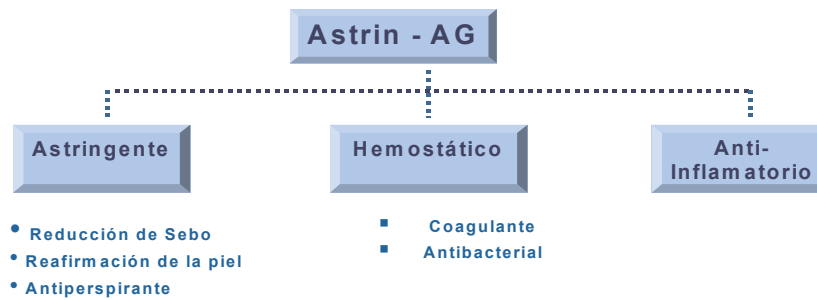 Astrin - AG
Astringente
Hemostático
Anti-
Inflamatorio
• Reducción de Sebo
• Reafirmación de la piel
• Antiperspirante
▪ Coagulante
▪ Antibacterial